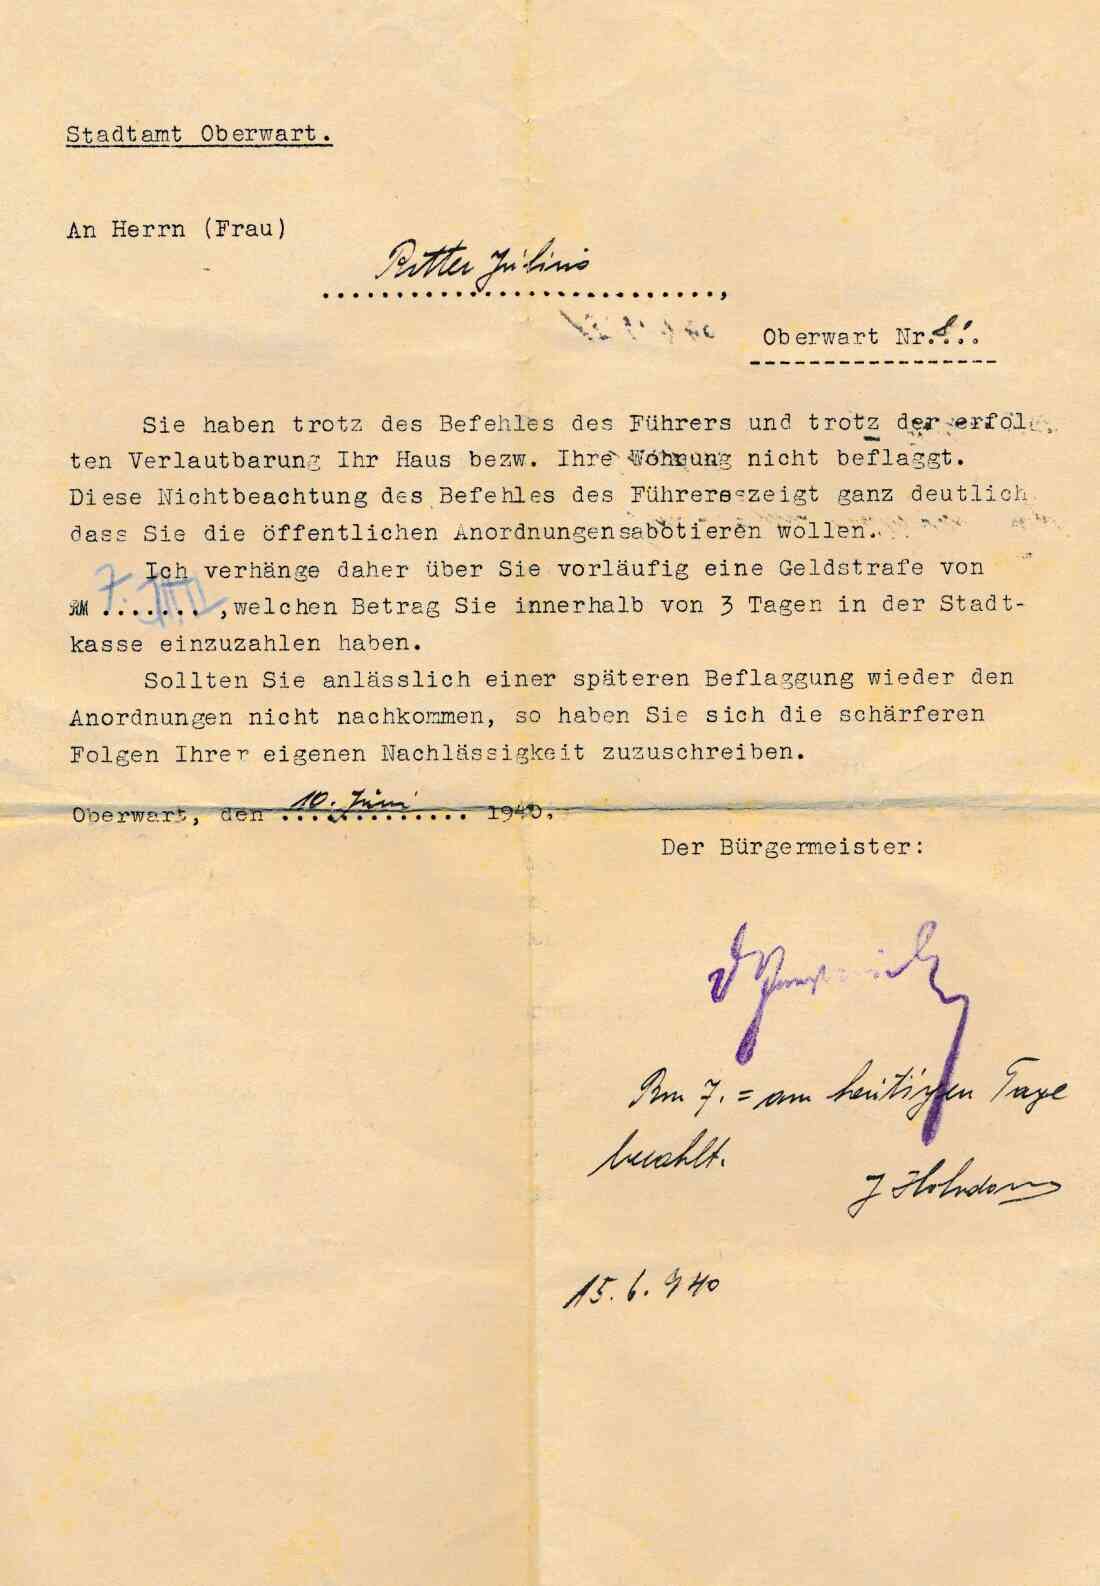 Stadtamt Oberwart.
An Herrn (Frau)
Ritter Julius
..........................,
Oberwart Nr.
Sie haben trotz des Befehles des Führers und trotz der erfolg
ten Verlautbarung Ihr Haus bezw. Ihre Wohnung nicht beflaggt.
Diese Nichtbeachtung des Befehles des Führers zeigt ganz deutlich
dass Sie die öffentlichen Anordnungensabotieren wollen.
Ich verhänge daher über Sie vorläufig eine Geldstrafe von
RM 7. ......., welchen Betrag Sie innerhalb von 3 Tagen in der Stadt-
kasse einzuzahlen haben.
Sollten Sie anlässlich einer späteren Beflaggung wieder den
Anordnungen nicht nachkommen, so haben Sie sich die schärferen
Folgen Ihrer eigenen Nachlässigkeit zuzuschreiben.
Oberwart, den 10. Juni 1940.
Der Bürgermeister:
Rm 7.= am heutigen Tage
bezahlt.
15.6.940